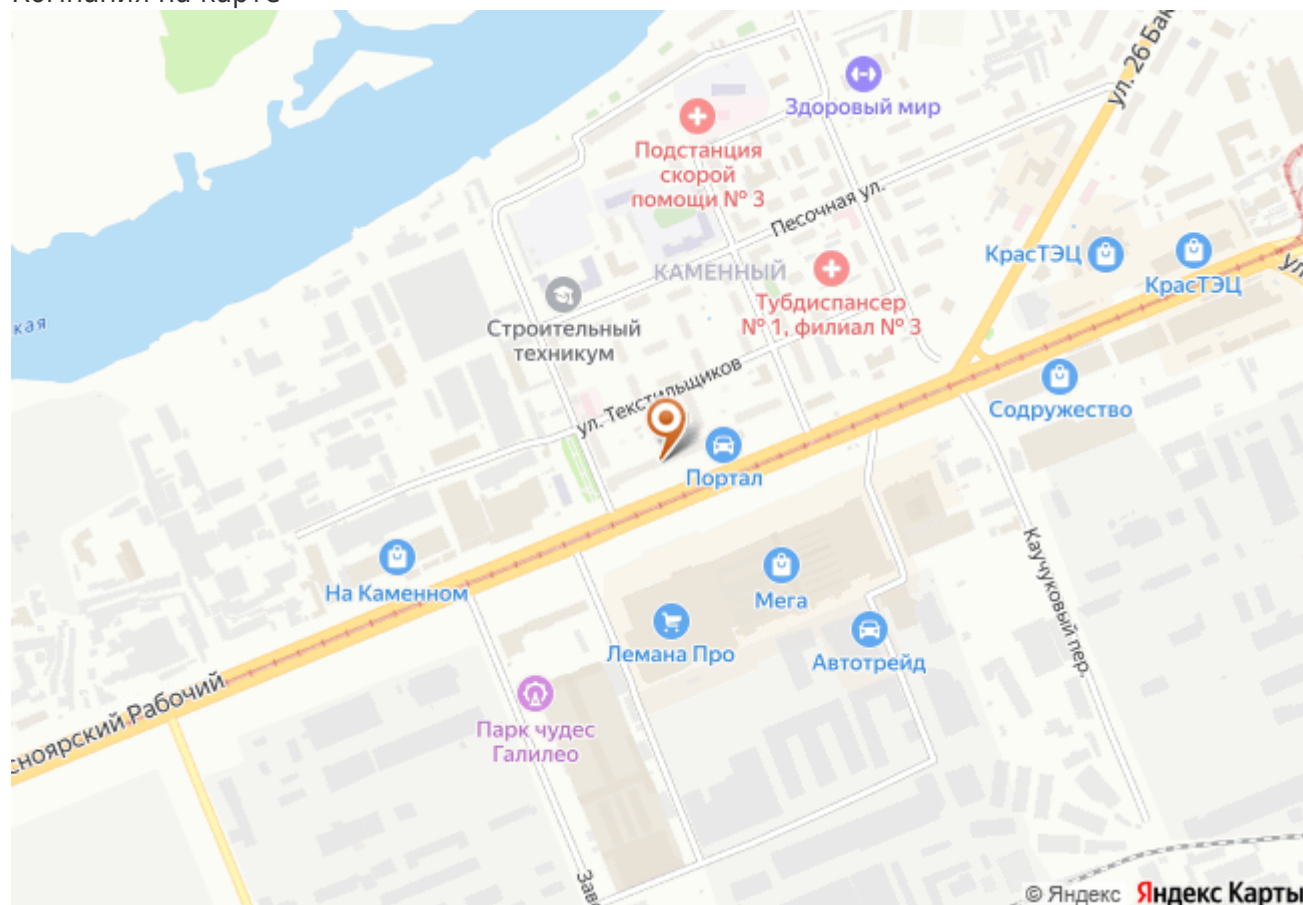 ул. 26 Бак
Здоровый мир
Подстанция
скорой
помощи № 3
Песочная ул.
КАМЕННЫЙ
КрасТЭЦ
КрасТЭЦ
Ул.
Тубдиспансер
№ 1, филиал № 3
кая
Строительный
техникум
ул. Текстильщиков
Содружество
Портал
На Каменном
Мега
Каучуковый пер.
Лемана Про
Автотрейд
сноярский Рабочий
Парк чудес
Галилео
Заво
© Яндекс Яндекс Карты